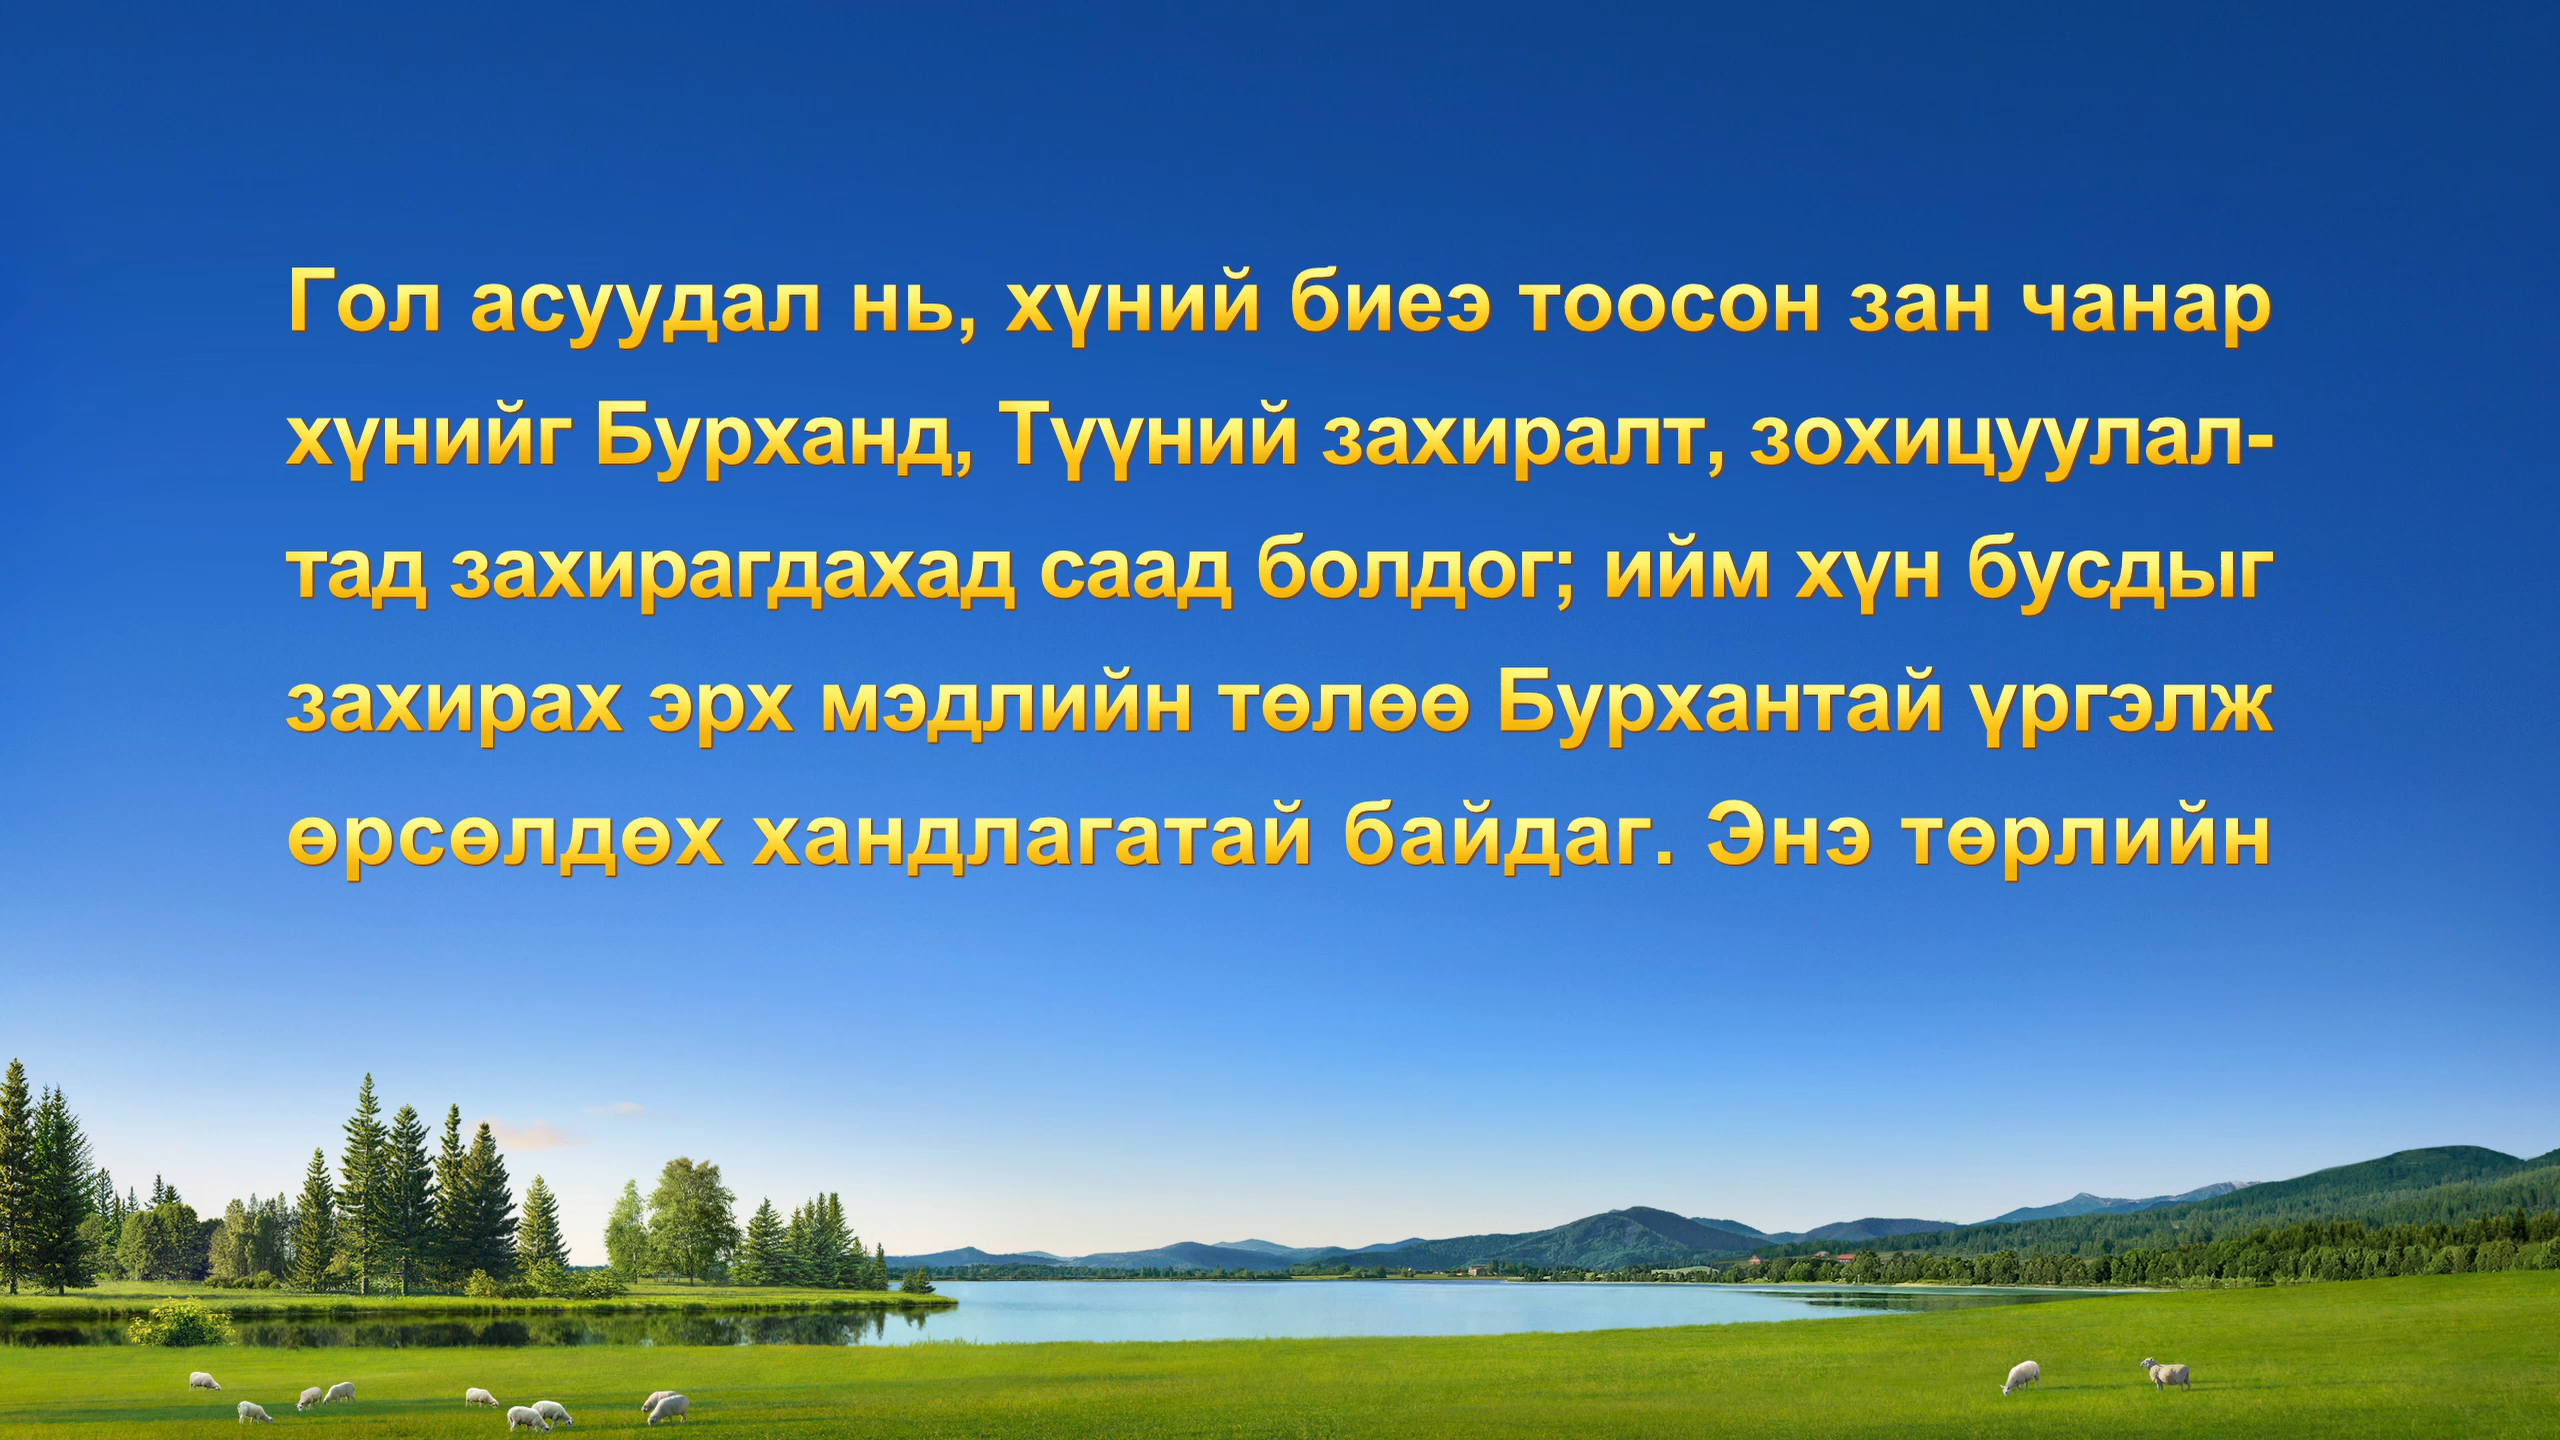 Гол асуудал нь, хүний биеэ тоосон зан чанар
хүнийг Бурханд, Түүний захиралт, зохицуулал-
тад захирагдахад саад болдог; ийм хүн бусдыг
захирах эрх мэдлийн төлөө Бурхантай үргэлж
өрсөлдөх хандлагатай байдаг. Энэ төрлийн